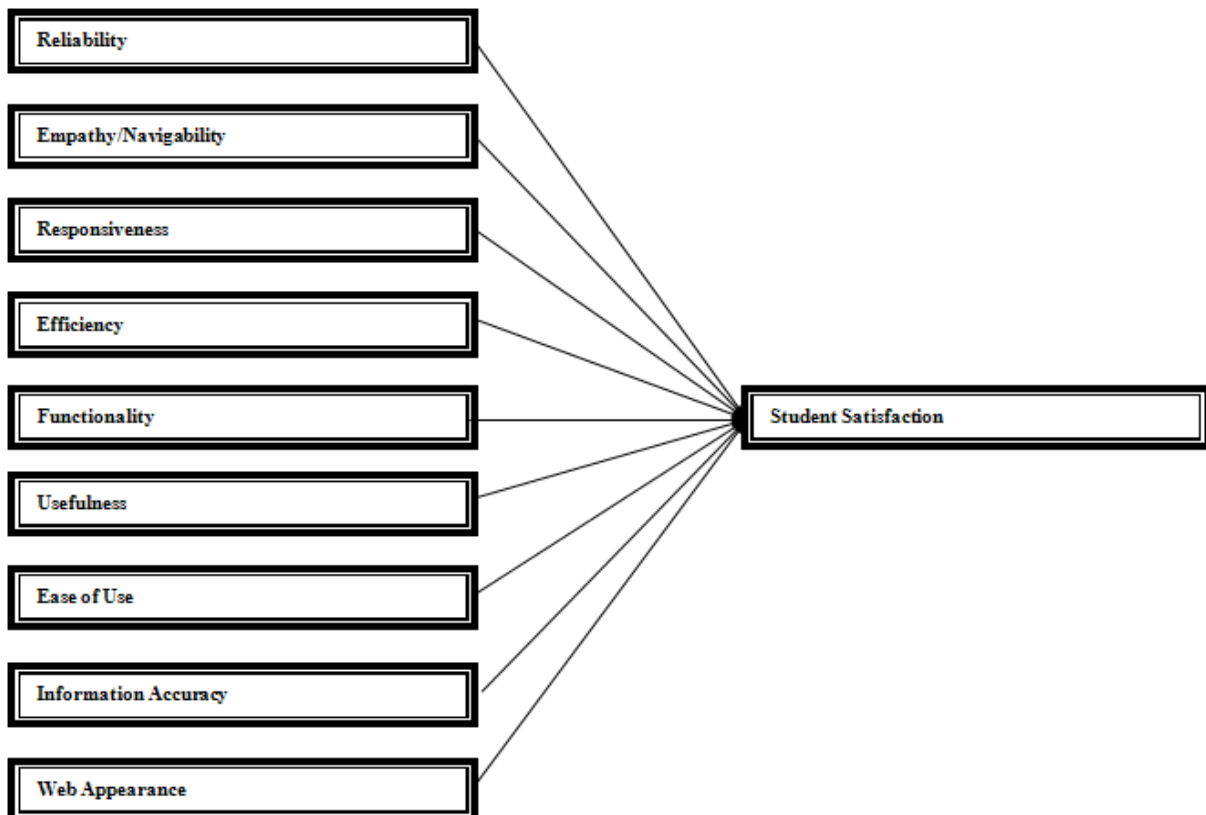 Reliability
Empathy/Navigability
Responsiveness
Efficiency
Functionality
Student Satisfaction
Usefulness
Ease of Use
Information Accuracy
Web Appearance